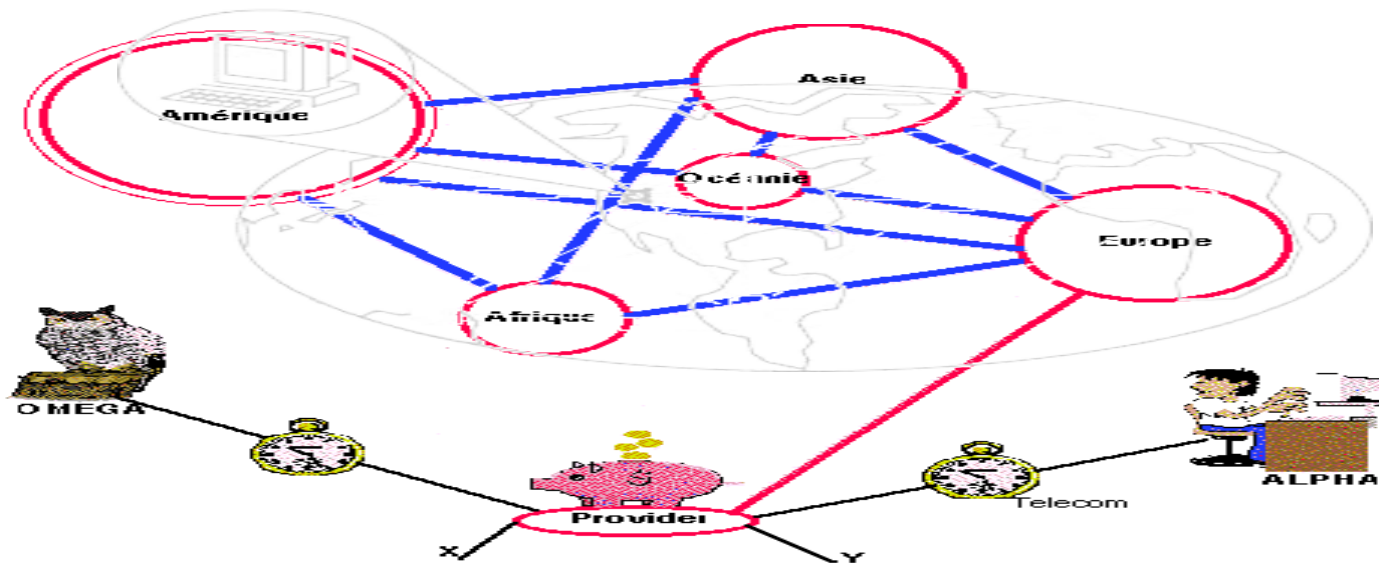 Asie
Amérique
Océanie
Europe
Afrique
OMEGA
ALPHA
Telecom
Provider
X
Y